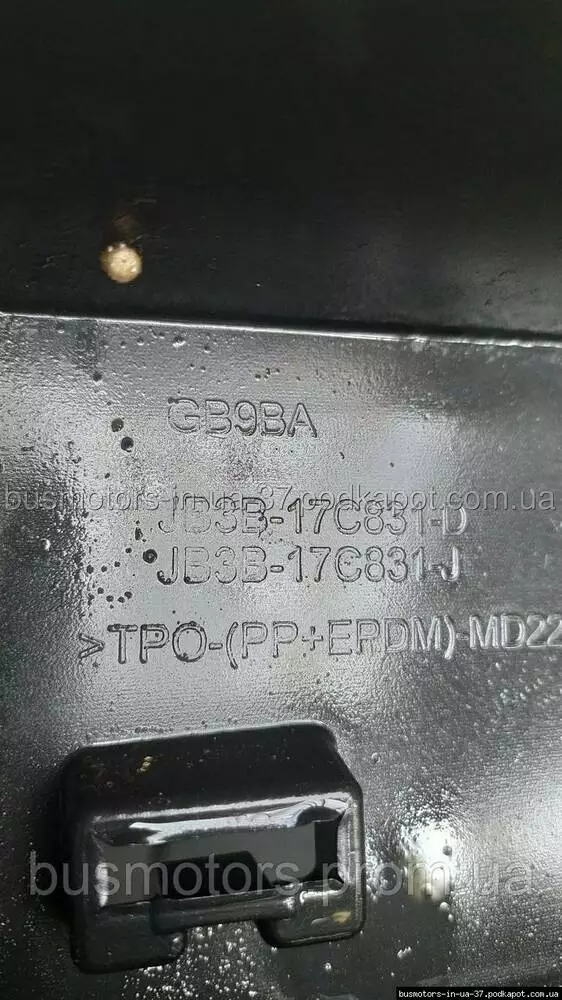 GB9BA
busmotors-in-ua-37.podkapot.com.ua
JB3B-17C831-D
JB3B-17C831-J
>TPO-(PP+EPDM)-MD22
busmotors.prom.ua
busmotors-in-ua-37.podkapot.com.ua